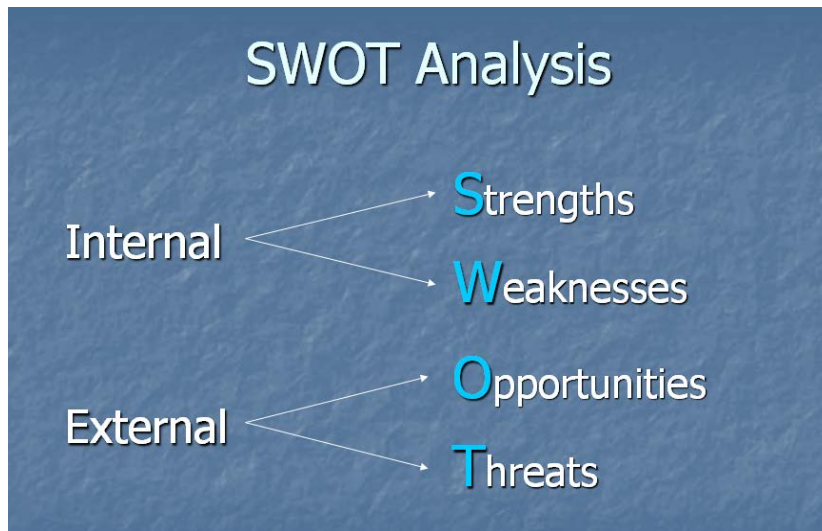 SWOT Analysis
Strengths
Internal
Weaknesses
Opportunities
External
Threats